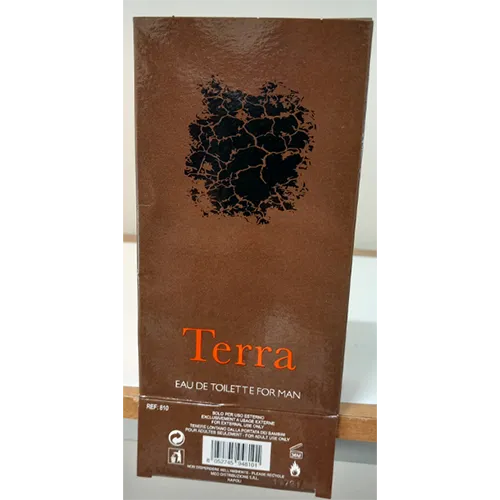 Terra
EAU DE TOILETTE FOR MAN
REF: 810
SOLO PER USO ESTERNO
EXCLUSIVEMENT A USAGE EXTERNE
FOR EXTERNAL USE ONLY
TENERE LONTANO DALLA PORTATA DEI BAMBINI
POUR ADULTES SEULEMENT - FOR ADULT USE ONLY
NON DISPERDERE NELL'AMBIENTE - PLEASE RECYCLE
DISTRIBUZIONE S.R.L.
NAPOLI